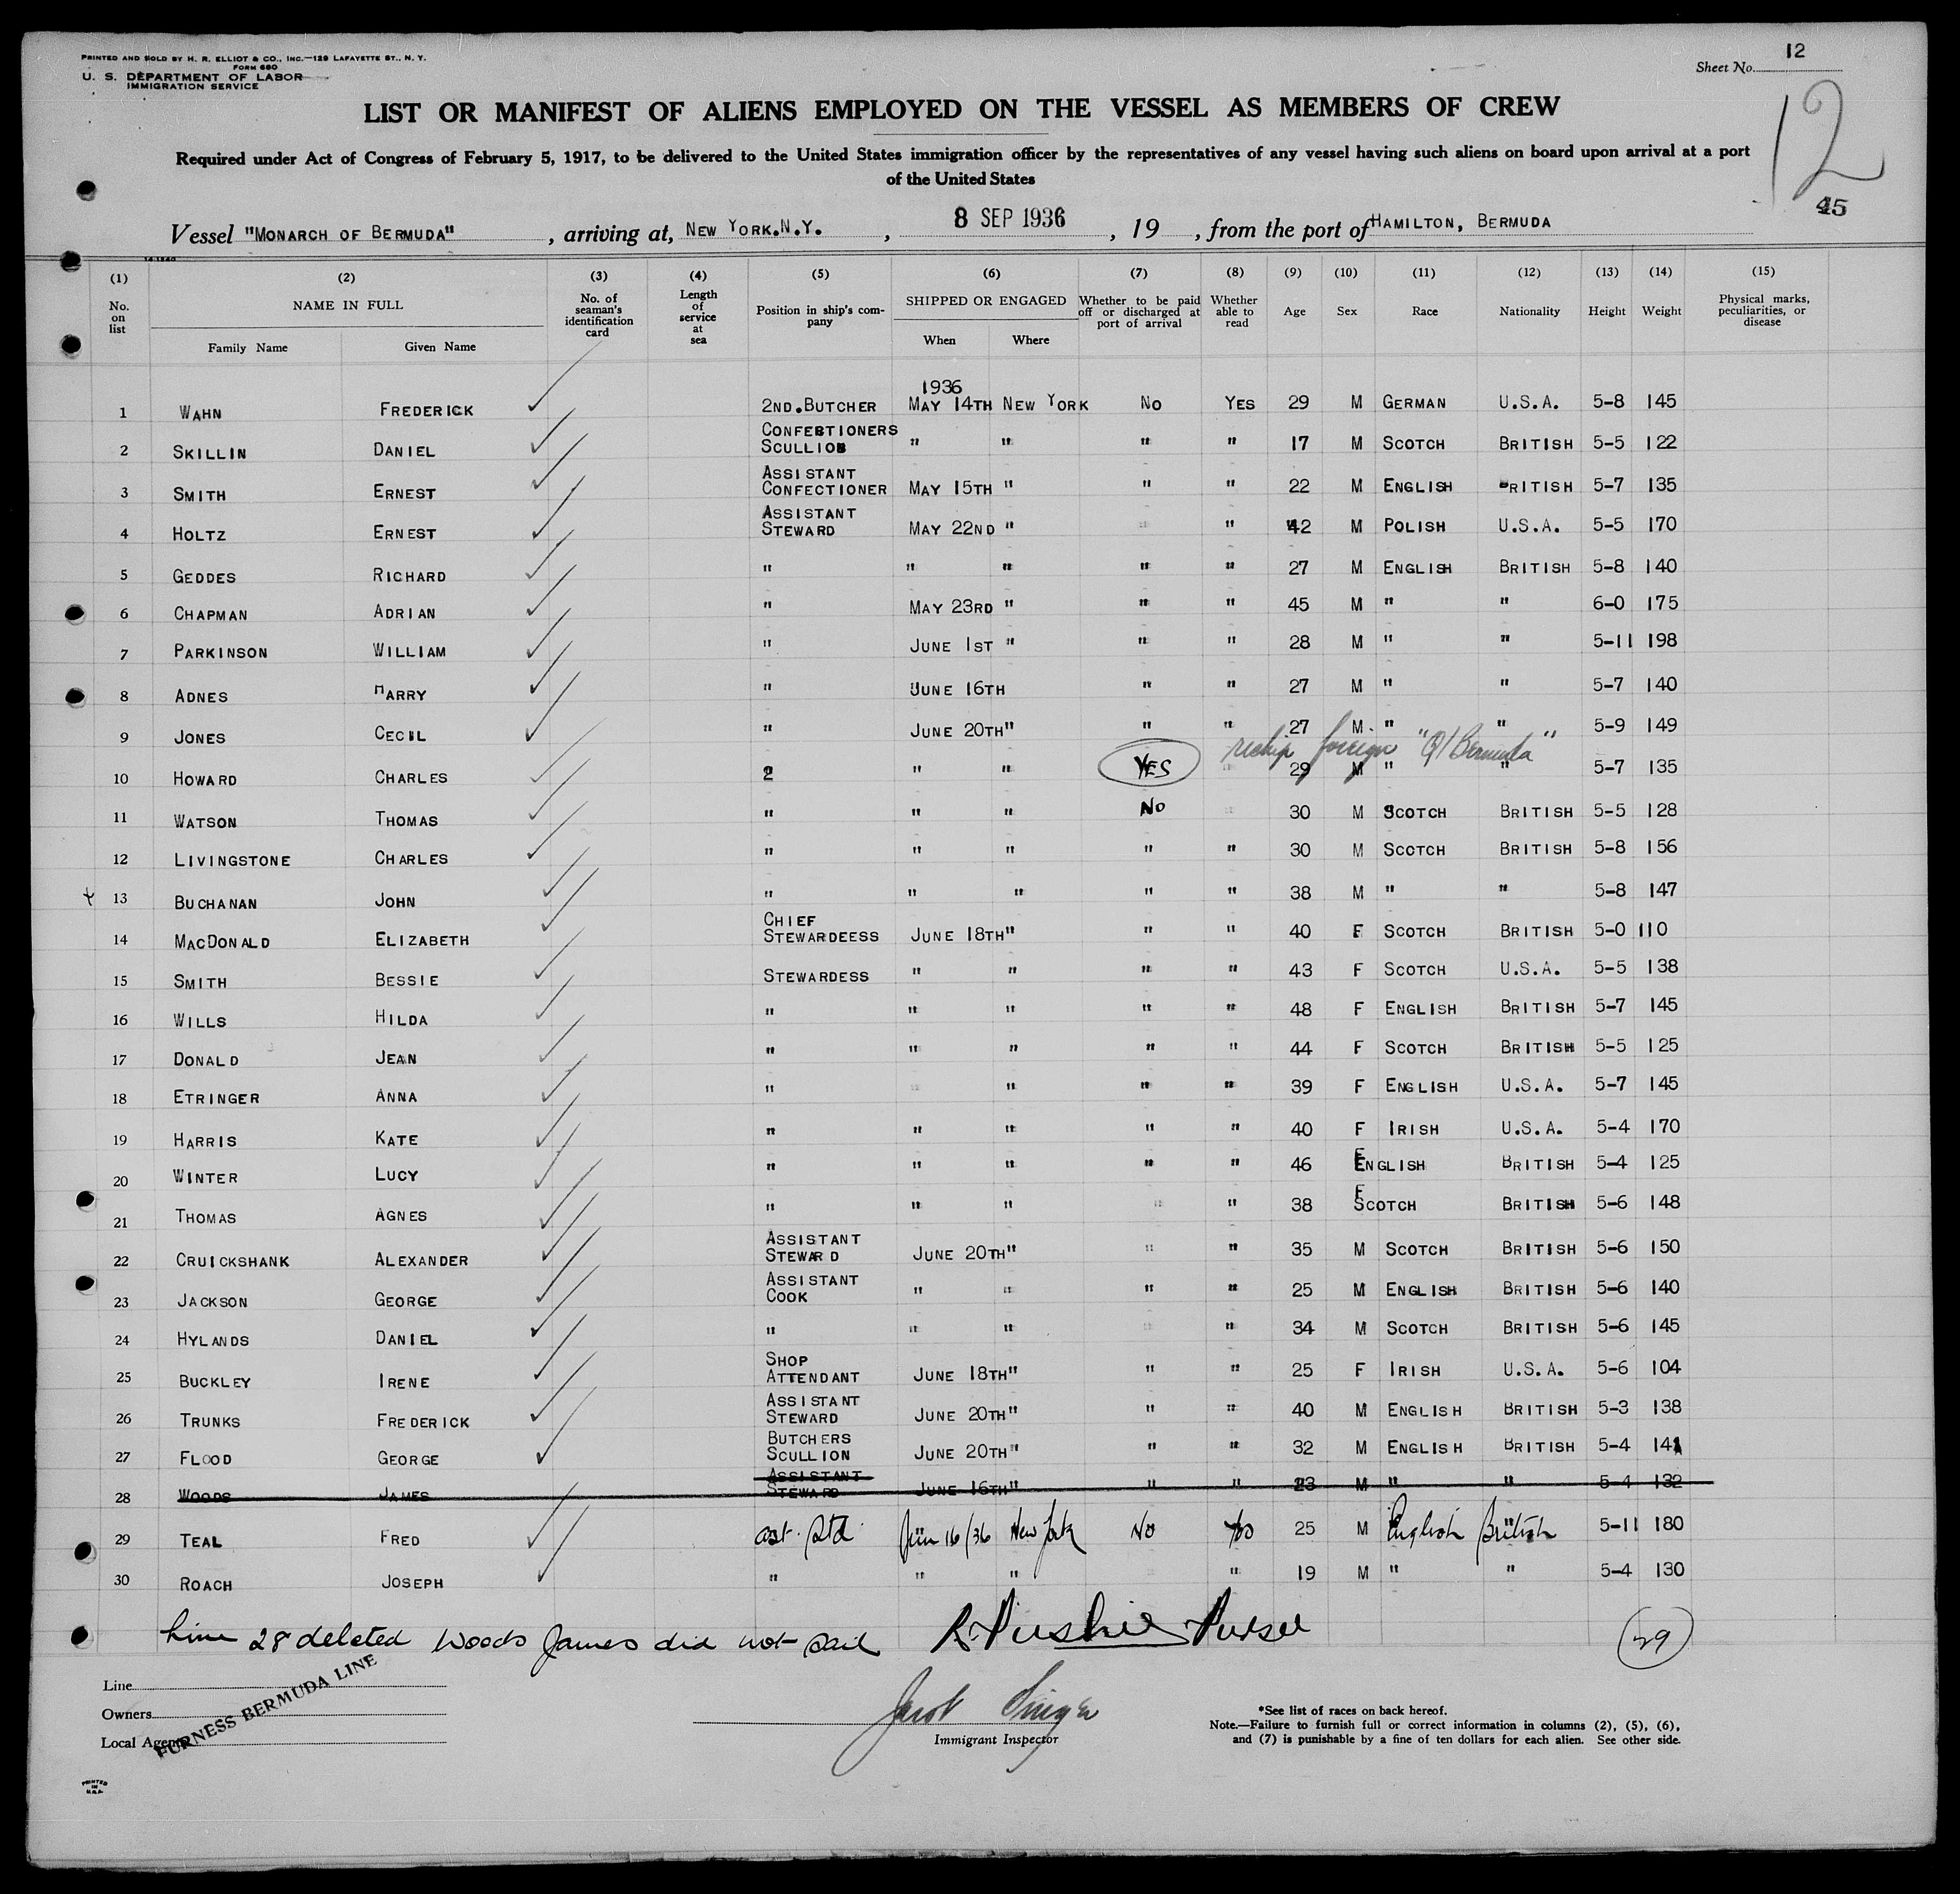 PRINTED AND SOLD BY H. R. ELLIOT & CO., INC.—129 LAFAYETTE ST., N. Y.
FORM 680
U. S. DEPARTMENT OF LABOR
IMMIGRATION SERVICE
Sheet No. 12
12
45
LIST OR MANIFEST OF ALIENS EMPLOYED ON THE VESSEL AS MEMBERS OF CREW
Required under Act of Congress of February 5, 1917, to be delivered to the United States immigration officer by the representatives of any vessel having such aliens on board upon arrival at a port
of the United States
Vessel "MONARCH OF BERMUDA", arriving at, NEW YORK.N.Y., 8 SEP 1936, 19 , from the port of HAMILTON, BERMUDA
(1) (2) (3) (4) (5) (6) (7) (8) (9) (10) (11) (12) (13) (14) (15)
No. on list NAME IN FULL Family Name Given Name No. of seaman's identification card Length of service at sea Position in ship's company SHIPPED OR ENGAGED When Where Whether to be paid off or discharged at port of arrival Whether able to read Age Sex Race Nationality Height Weight Physical marks, peculiarities, or disease
1936
1 WAHN FREDERICK 2ND.BUTCHER MAY 14TH NEW YORK NO YES 29 M GERMAN U.S.A. 5-8 145
2 SKILLIN DANIEL CONFECTIONERS SCULLION " " " " 17 M SCOTCH BRITISH 5-5 122
3 SMITH ERNEST ASSISTANT CONFECTIONER MAY 15TH " " " 22 M ENGLISH BRITISH 5-7 135
4 HOLTZ ERNEST ASSISTANT STEWARD MAY 22ND " " " 42 M POLISH U.S.A. 5-5 170
5 GEDDES RICHARD " " " " " 27 M ENGLISH BRITISH 5-8 140
6 CHAPMAN ADRIAN " MAY 23RD " " " 45 M " " 6-0 175
7 PARKINSON WILLIAM " JUNE 1ST " " " 28 M " " 5-11 198
8 ADNES HARRY " JUNE 16TH " " 27 M " " 5-7 140
9 JONES CECIL " JUNE 20TH " " " 27 M " " 5-9 149
reship foreign "Q/Bermuda"
10 HOWARD CHARLES 2 " " YES " 29 M " " 5-7 135
11 WATSON THOMAS " " " NO " 30 M SCOTCH BRITISH 5-5 128
12 LIVINGSTONE CHARLES " " " " " 30 M SCOTCH BRITISH 5-8 156
13 BUCHANAN JOHN " " " " " 38 M " " 5-8 147
14 MACDONALD ELIZABETH CHIEF STEWARDEESS JUNE 18TH " " " 40 F SCOTCH BRITISH 5-0 110
15 SMITH BESSIE STEWARDESS " " " " 43 F SCOTCH U.S.A. 5-5 138
16 WILLS HILDA " " " " " 48 F ENGLISH BRITISH 5-7 145
17 DONALD JEAN " " " " " 44 F SCOTCH BRITISH 5-5 125
18 ETRINGER ANNA " " " " " 39 F ENGLISH U.S.A. 5-7 145
19 HARRIS KATE " " " " " 40 F IRISH U.S.A. 5-4 170
20 WINTER LUCY " " " " " 46 F ENGLISH BRITISH 5-4 125
21 THOMAS AGNES " " " " " 38 F SCOTCH BRITISH 5-6 148
22 CRUICKSHANK ALEXANDER ASSISTANT STEWARD JUNE 20TH " " " 35 M SCOTCH BRITISH 5-6 150
23 JACKSON GEORGE ASSISTANT COOK " " " " 25 M ENGLISH BRITISH 5-6 140
24 HYLANDS DANIEL " " " " " 34 M SCOTCH BRITISH 5-6 145
25 BUCKLEY IRENE SHOP ATTENDANT JUNE 18TH " " " 25 F IRISH U.S.A. 5-6 104
26 TRUNKS FREDERICK ASSISTANT STEWARD JUNE 20TH " " " 40 M ENGLISH BRITISH 5-3 138
27 FLOOD GEORGE BUTCHERS SCULLION JUNE 20TH " " " 32 M ENGLISH BRITISH 5-4 141
28 WOODS JAMES ASSISTANT STEWARD JUNE 16TH " " " 23 M " " 5-4 132
29 TEAL FRED ast. Std Jun 16/36 New York No Yes 25 M English British 5-11 180
30 ROACH JOSEPH " " " " 19 M " " 5-4 130
Line 28 deleted Woods James did not sail Purser
29
Line
Owners
Local Agents
FURNESS BERMUDA LINE
Immigrant Inspector
*See list of races on back hereof.
Note.—Failure to furnish full or correct information in columns (2), (5), (6),
and (7) is punishable by a fine of ten dollars for each alien. See other side.
PRINTED
IN
U.S.A.